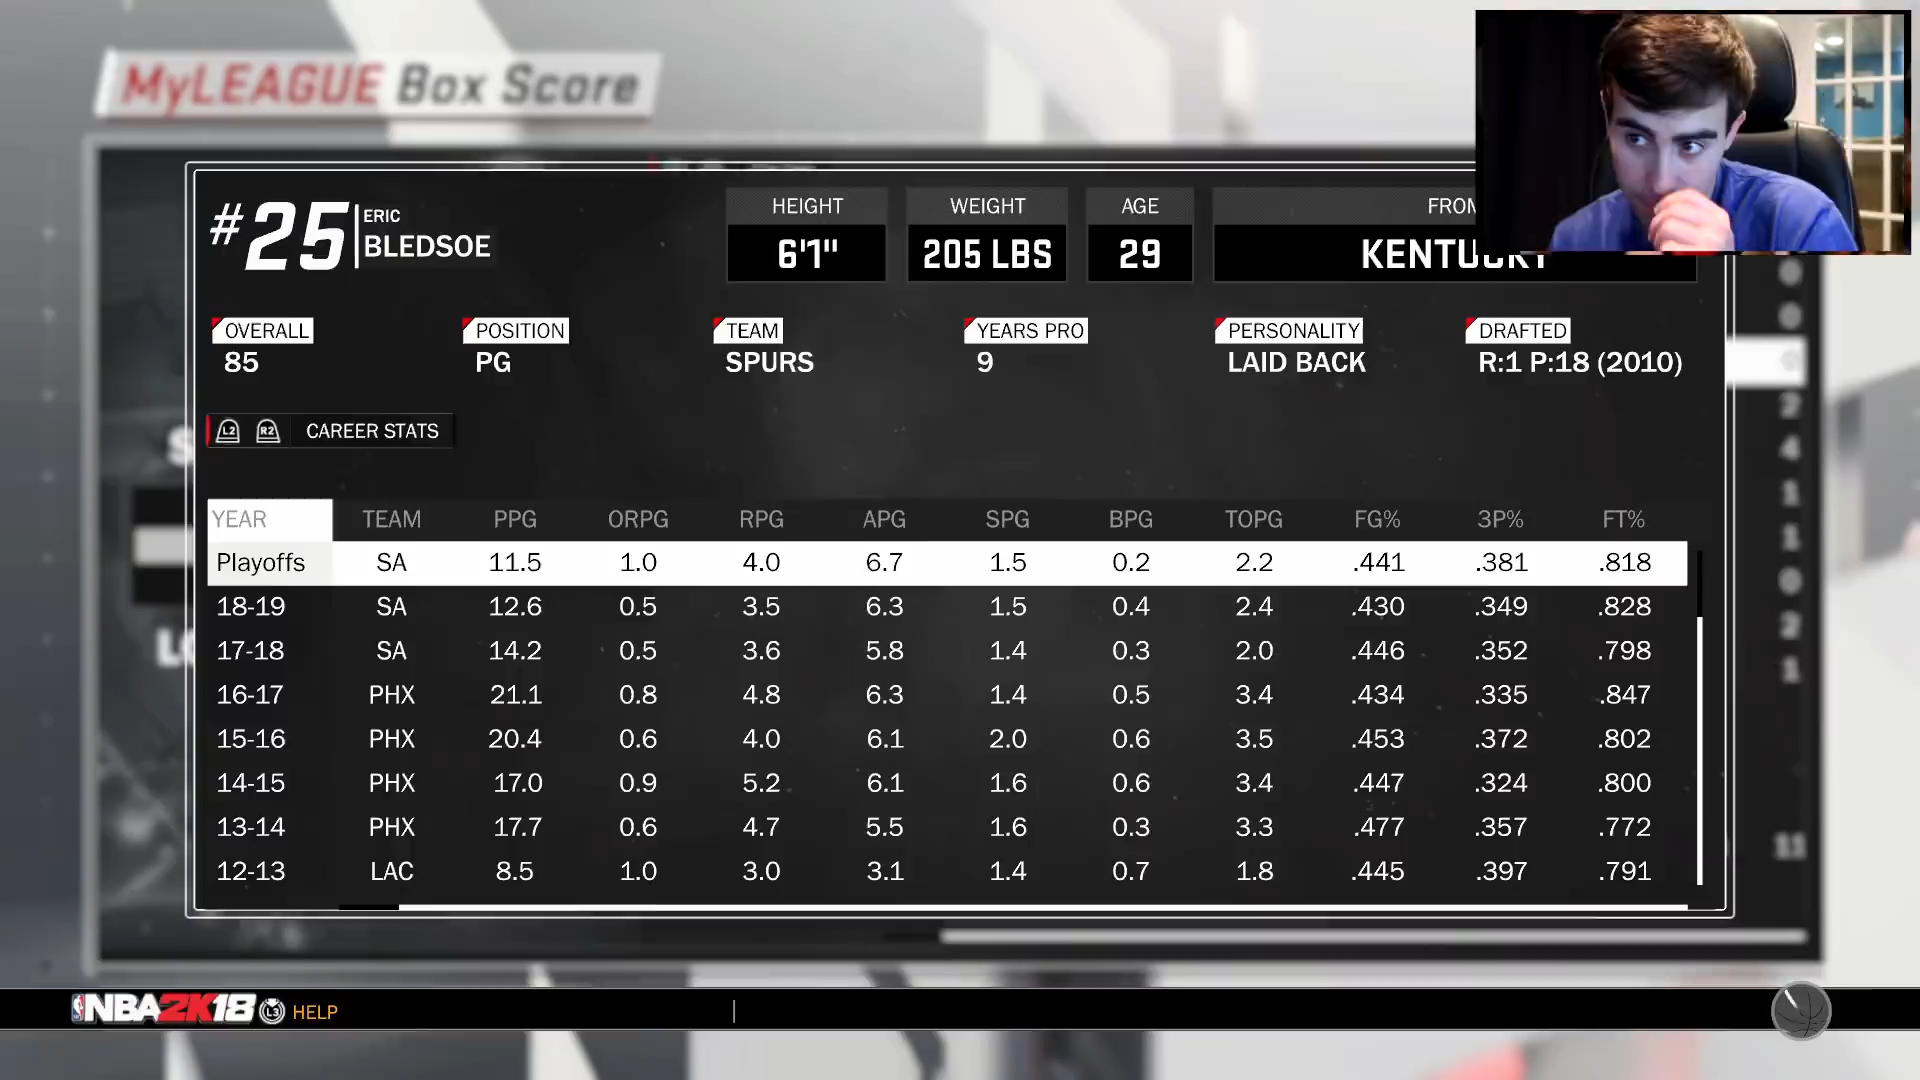 MyLEAGUE Box Score
#25 ERIC BLEDSOE
HEIGHT WEIGHT AGE FROM
6'1" 205 LBS 29 KENTUCKY
OVERALL POSITION TEAM YEARS PRO PERSONALITY DRAFTED
85 PG SPURS 9 LAID BACK R:1 P:18 (2010)
L2 R2 CAREER STATS
YEAR TEAM PPG ORPG RPG APG SPG BPG TOPG FG% 3P% FT%
Playoffs SA 11.5 1.0 4.0 6.7 1.5 0.2 2.2 .441 .381 .818
18-19 SA 12.6 0.5 3.5 6.3 1.5 0.4 2.4 .430 .349 .828
17-18 SA 14.2 0.5 3.6 5.8 1.4 0.3 2.0 .446 .352 .798
16-17 PHX 21.1 0.8 4.8 6.3 1.4 0.5 3.4 .434 .335 .847
15-16 PHX 20.4 0.6 4.0 6.1 2.0 0.6 3.5 .453 .372 .802
14-15 PHX 17.0 0.9 5.2 6.1 1.6 0.6 3.4 .447 .324 .800
13-14 PHX 17.7 0.6 4.7 5.5 1.6 0.3 3.3 .477 .357 .772
12-13 LAC 8.5 1.0 3.0 3.1 1.4 0.7 1.8 .445 .397 .791
NBA2K18 L3 HELP